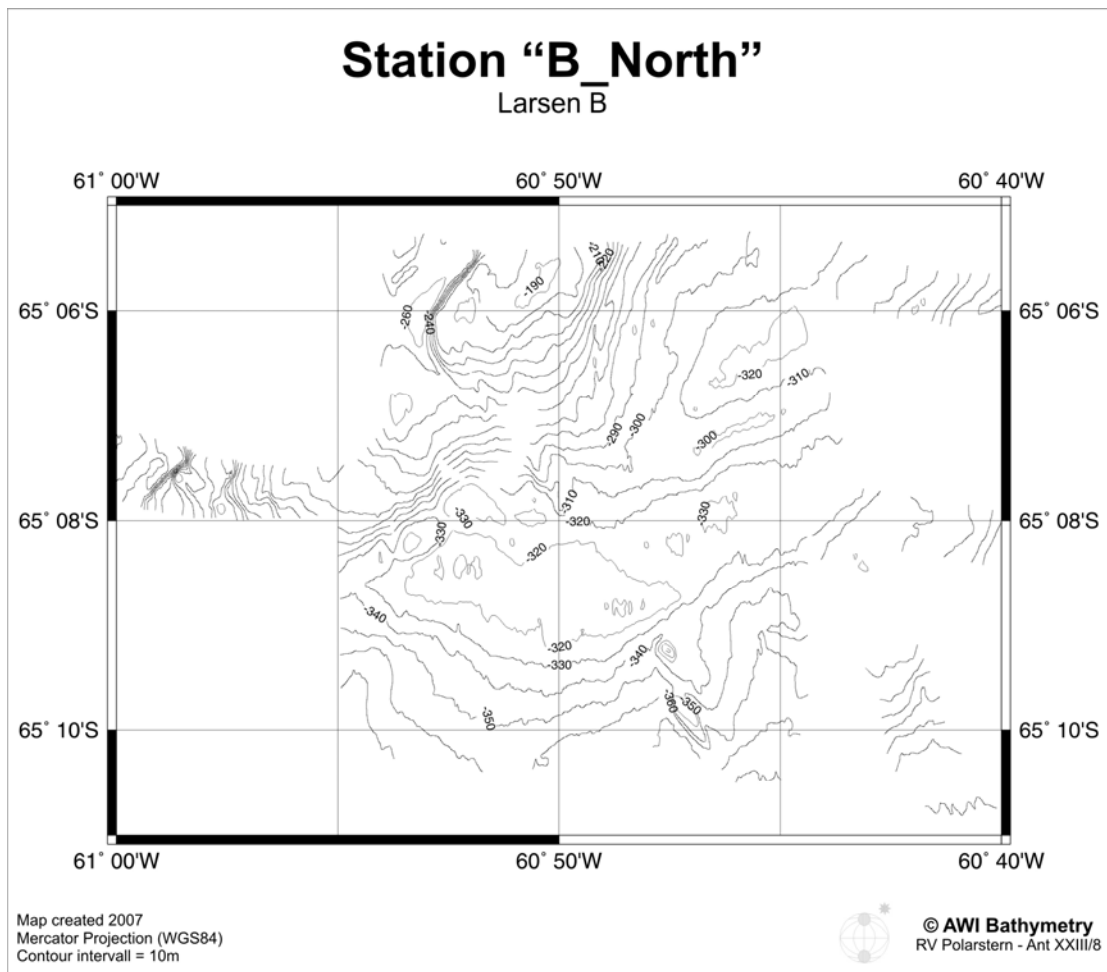 Station “B_North”
Larsen B
61° 00'W 60° 50'W 60° 40'W
-210
-220
-190
-260
-240
65° 06'S 65° 06'S
-320
-310
-290
-300
-300
-310
-330
-330
-330
-320
65° 08'S 65° 08'S
-320
-340
-320
-330
-340
-350
-360
-350
65° 10'S 65° 10'S
61° 00'W 60° 50'W 60° 40'W
Map created 2007
Mercator Projection (WGS84)
Contour intervall = 10m
© AWI Bathymetry
RV Polarstern - Ant XXIII/8